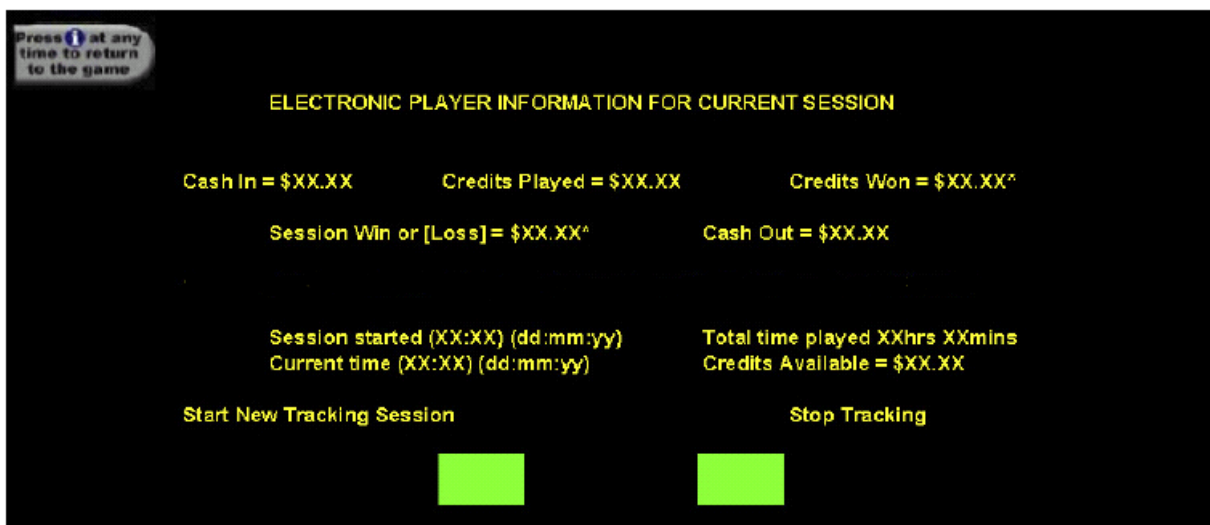 Press i at any
time to return
to the game
ELECTRONIC PLAYER INFORMATION FOR CURRENT SESSION
Cash In = $XX.XX Credits Played = $XX.XX Credits Won = $XX.XX^
Session Win or [Loss] = $XX.XX^ Cash Out = $XX.XX
Session started (XX:XX) (dd:mm:yy) Total time played XXhrs XXmins
Current time (XX:XX) (dd:mm:yy) Credits Available = $XX.XX
Start New Tracking Session Stop Tracking